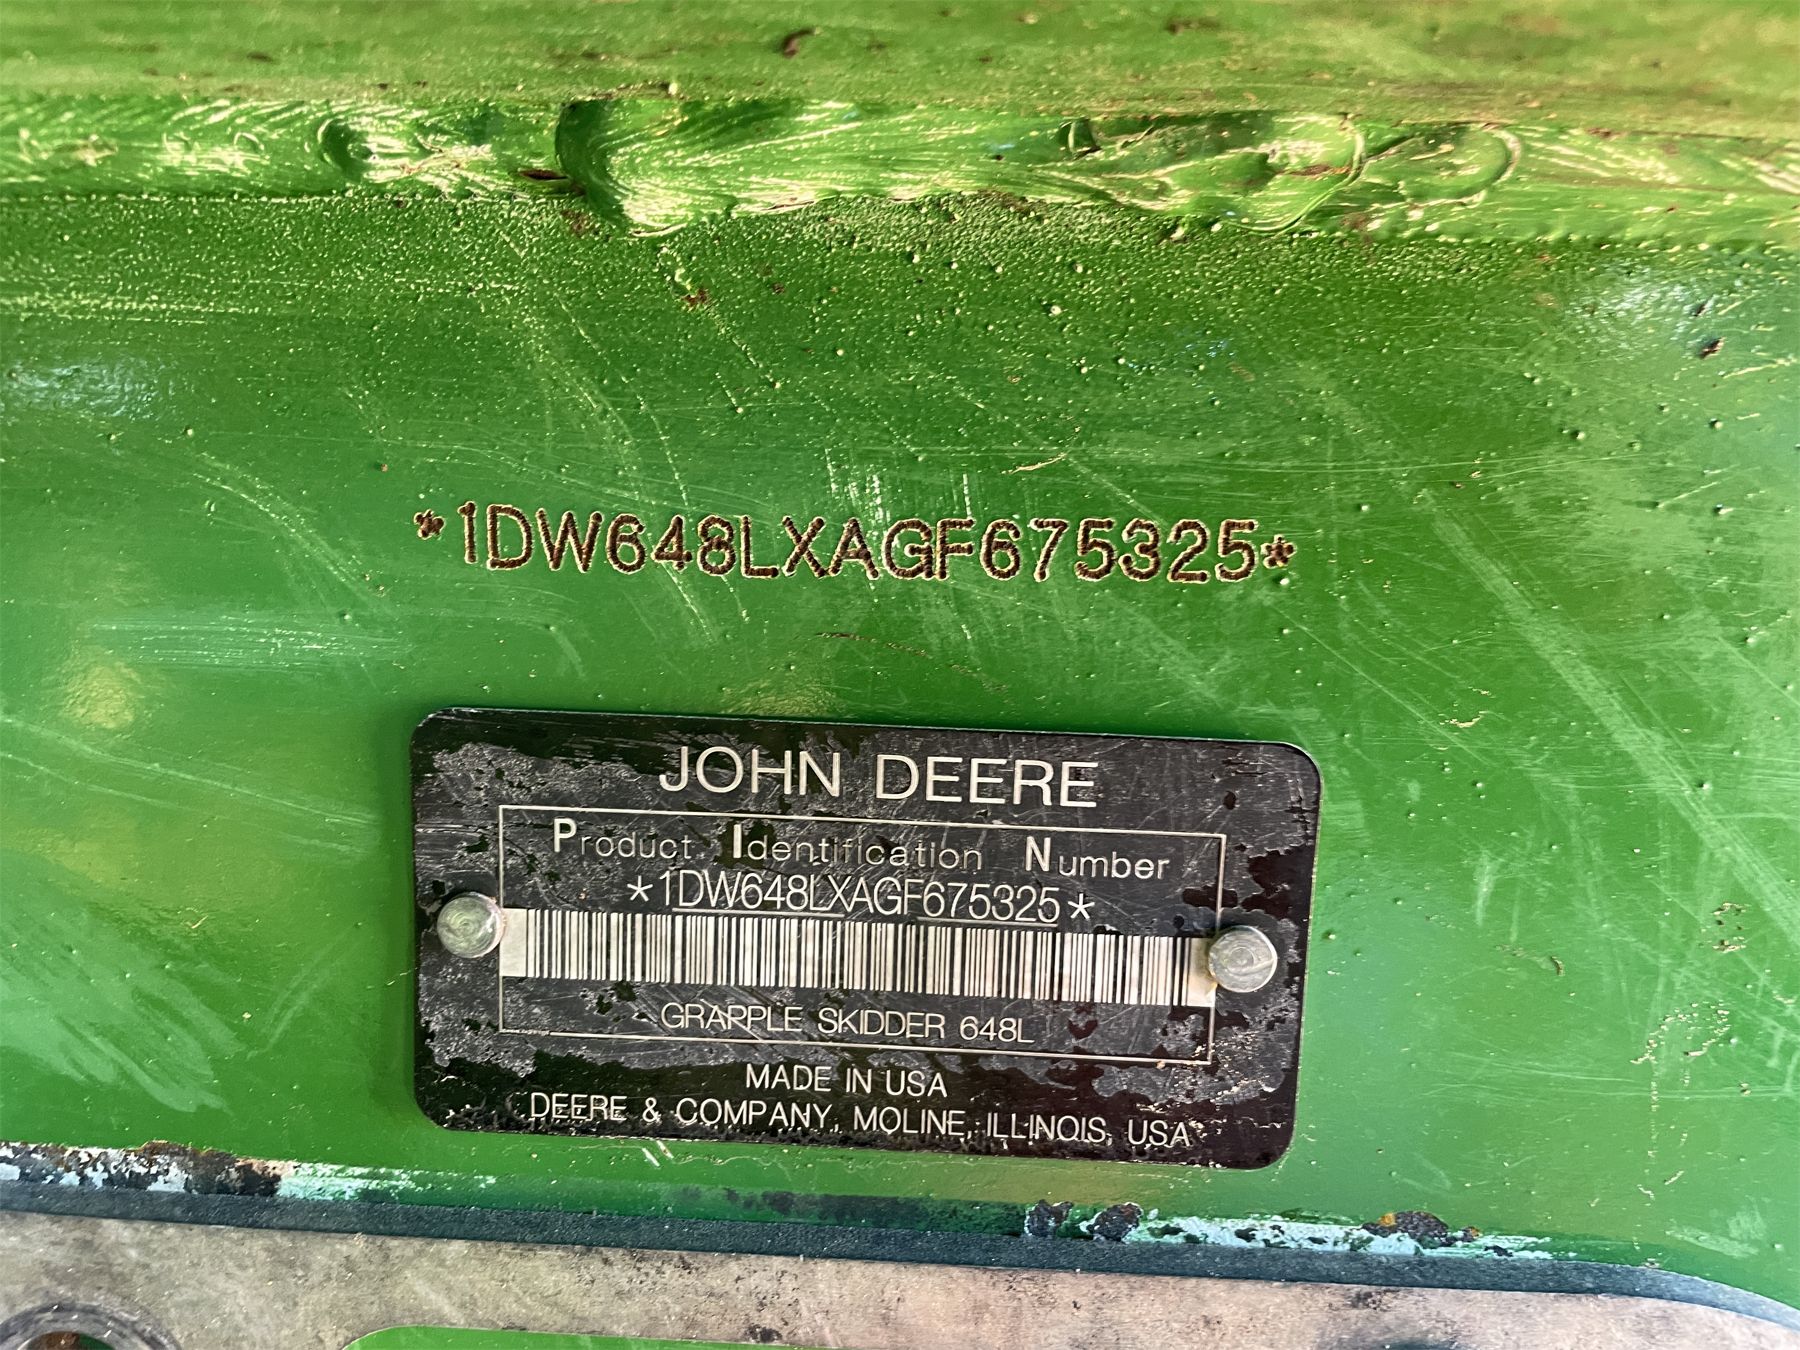 *1DW648LXAGF675325*
JOHN DEERE
Product Identification Number
*1DW648LXAGF675325*
GRAPPLE SKIDDER 648L
MADE IN USA
DEERE & COMPANY, MOLINE, ILLINOIS, USA